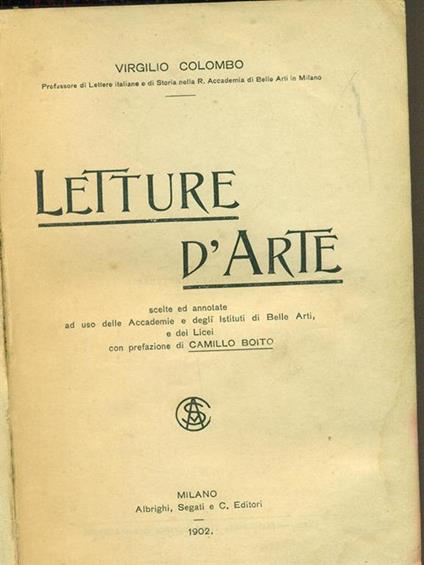 VIRGILIO COLOMBO
Professore di Lettere italiane e di Storia nella R. Accademia di Belle Arti in Milano
LETTURE
D'ARTE
scelte ed annotate
ad uso delle Accademie e degli Istituti di Belle Arti,
e dei Licei
con prefazione di CAMILLO BOITO
MILANO
Albrighi, Segati e C. Editori
1902.